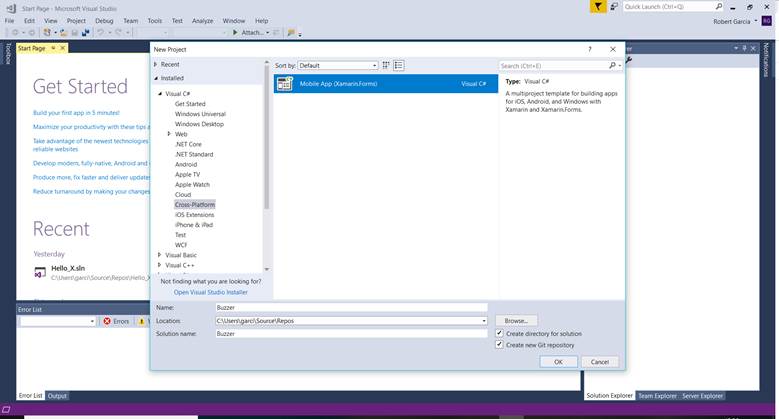 Start Page - Microsoft Visual Studio
Quick Launch (Ctrl+Q)
File Edit View Project Debug Team Tools Test Analyze Window Help
Robert Garcia
RG
Attach...
Toolbox
Start Page
Notifications
Get Started
Build your first app in 5 minutes!
Maximize your productivity with these tips a
Take advantage of the newest technologies
reliable websites
Develop modern, fully-native, Android and
Produce more, fix faster and deliver updates
Reduce turnaround by making your changes
Recent
Yesterday
Hello_X.sln
C:\Users\garci\Source\Repos\Hello_X
New Project
?
Recent
Installed
Visual C#
Get Started
Windows Universal
Windows Desktop
Web
.NET Core
.NET Standard
Android
Apple TV
Apple Watch
Cloud
Cross-Platform
iOS Extensions
iPhone & iPad
Test
WCF
Visual Basic
Visual C++
Not finding what you are looking for?
Open Visual Studio Installer
Sort by: Default
Search (Ctrl+E)
Mobile App (Xamarin.Forms) Visual C#
Type: Visual C#
A multiproject template for building apps
for iOS, Android, and Windows with
Xamarin and Xamarin.Forms.
Name: Buzzer
Location: C:\Users\garci\Source\Repos
Browse...
Solution name: Buzzer
Create directory for solution
Create new Git repository
OK Cancel
Error List
Errors
Error List Output
Solution Explorer Team Explorer Server Explorer